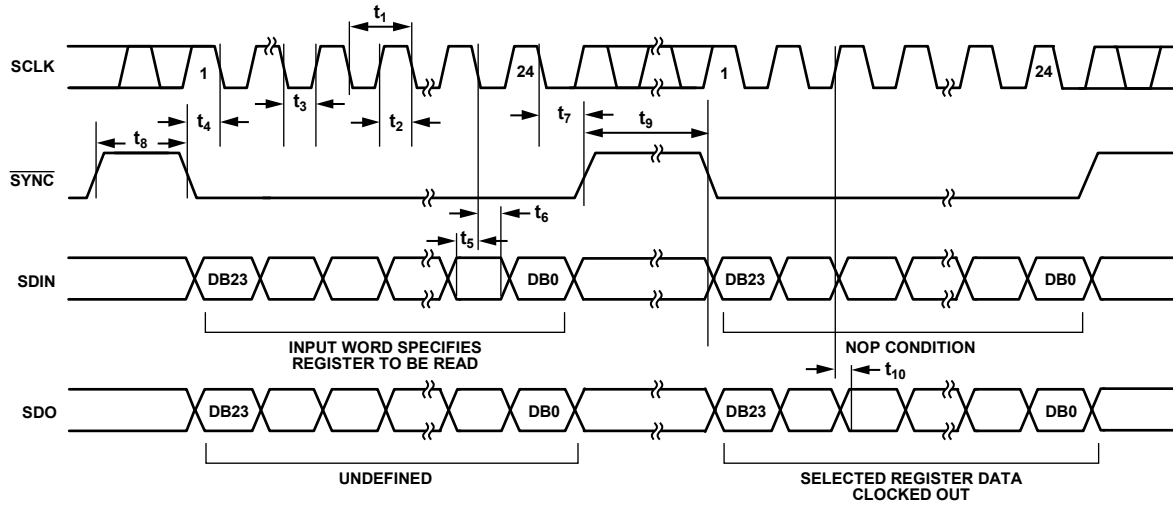 t1
SCLK
1
24
1
24
t3
t4
t2
t7
t9
t8
SYNC
t6
t5
SDIN
DB23
DB0
DB23
DB0
INPUT WORD SPECIFIES
REGISTER TO BE READ
NOP CONDITION
t10
SDO
DB23
DB0
DB23
DB0
UNDEFINED
SELECTED REGISTER DATA
CLOCKED OUT